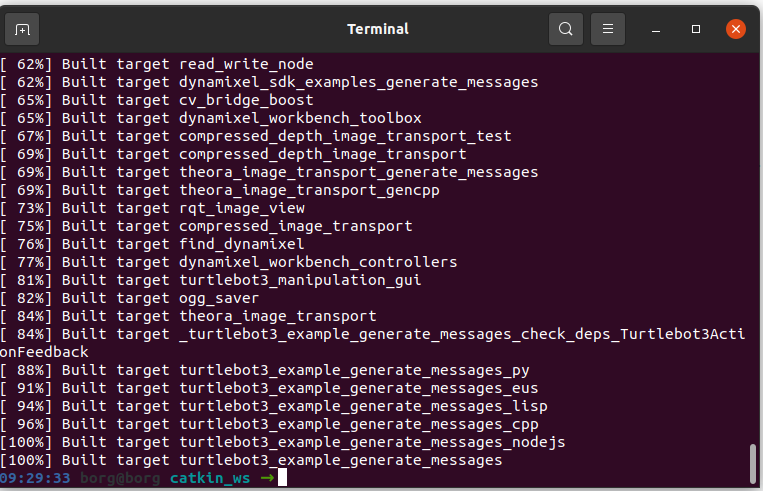 Terminal
[ 62%] Built target read_write_node
[ 62%] Built target dynamixel_sdk_examples_generate_messages
[ 65%] Built target cv_bridge_boost
[ 65%] Built target dynamixel_workbench_toolbox
[ 67%] Built target compressed_depth_image_transport_test
[ 69%] Built target compressed_depth_image_transport
[ 69%] Built target theora_image_transport_generate_messages
[ 69%] Built target theora_image_transport_gencpp
[ 73%] Built target rqt_image_view
[ 75%] Built target compressed_image_transport
[ 76%] Built target find_dynamixel
[ 77%] Built target dynamixel_workbench_controllers
[ 81%] Built target turtlebot3_manipulation_gui
[ 82%] Built target ogg_saver
[ 84%] Built target theora_image_transport
[ 84%] Built target _turtlebot3_example_generate_messages_check_deps_Turtlebot3Acti
onFeedback
[ 88%] Built target turtlebot3_example_generate_messages_py
[ 91%] Built target turtlebot3_example_generate_messages_eus
[ 94%] Built target turtlebot3_example_generate_messages_lisp
[ 96%] Built target turtlebot3_example_generate_messages_cpp
[100%] Built target turtlebot3_example_generate_messages_nodejs
[100%] Built target turtlebot3_example_generate_messages
09:29:33 borg@borg catkin_ws →